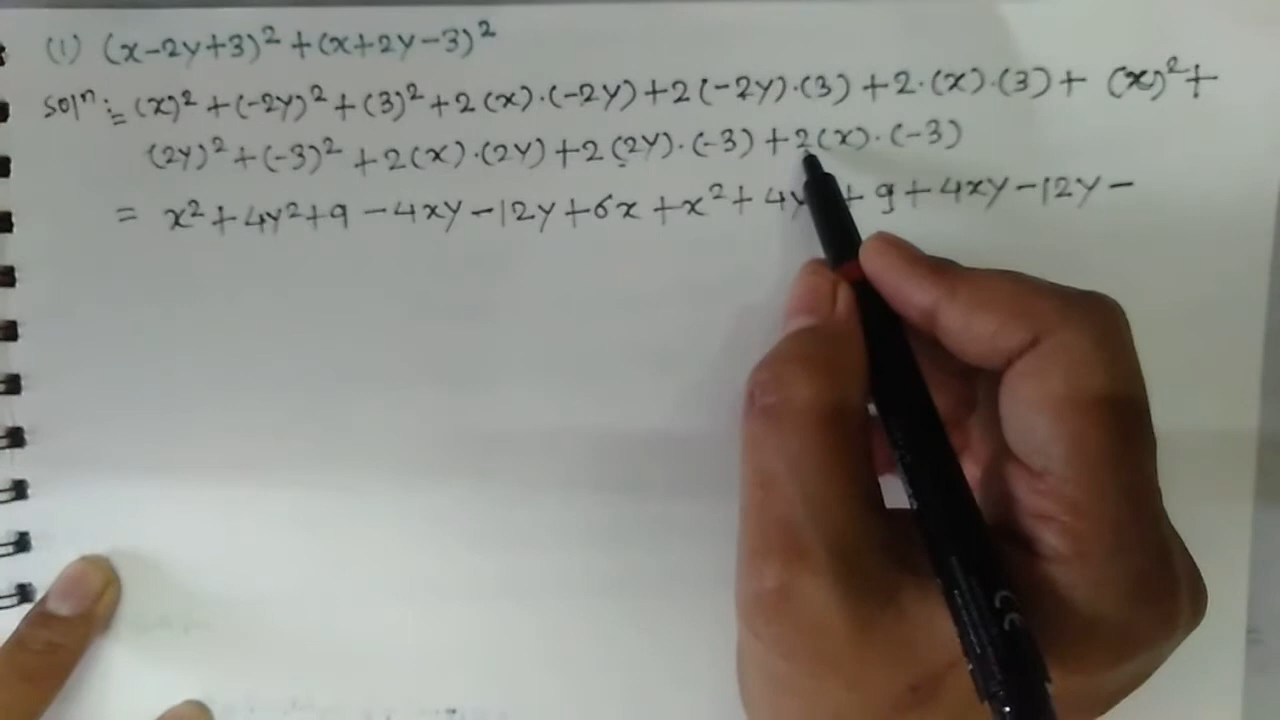 (1) (x-2y+3)² + (x+2y-3)²
Solⁿ:= (x)² + (-2y)² + (3)² + 2(x)·(-2y) + 2(-2y)·(3) + 2·(x)·(3) + (x)² +
(2y)² + (-3)² + 2(x)·(2y) + 2(2y)·(-3) + 2(x)·(-3)
= x² + 4y² + 9 - 4xy - 12y + 6x + x² + 4y + 9 + 4xy - 12y -